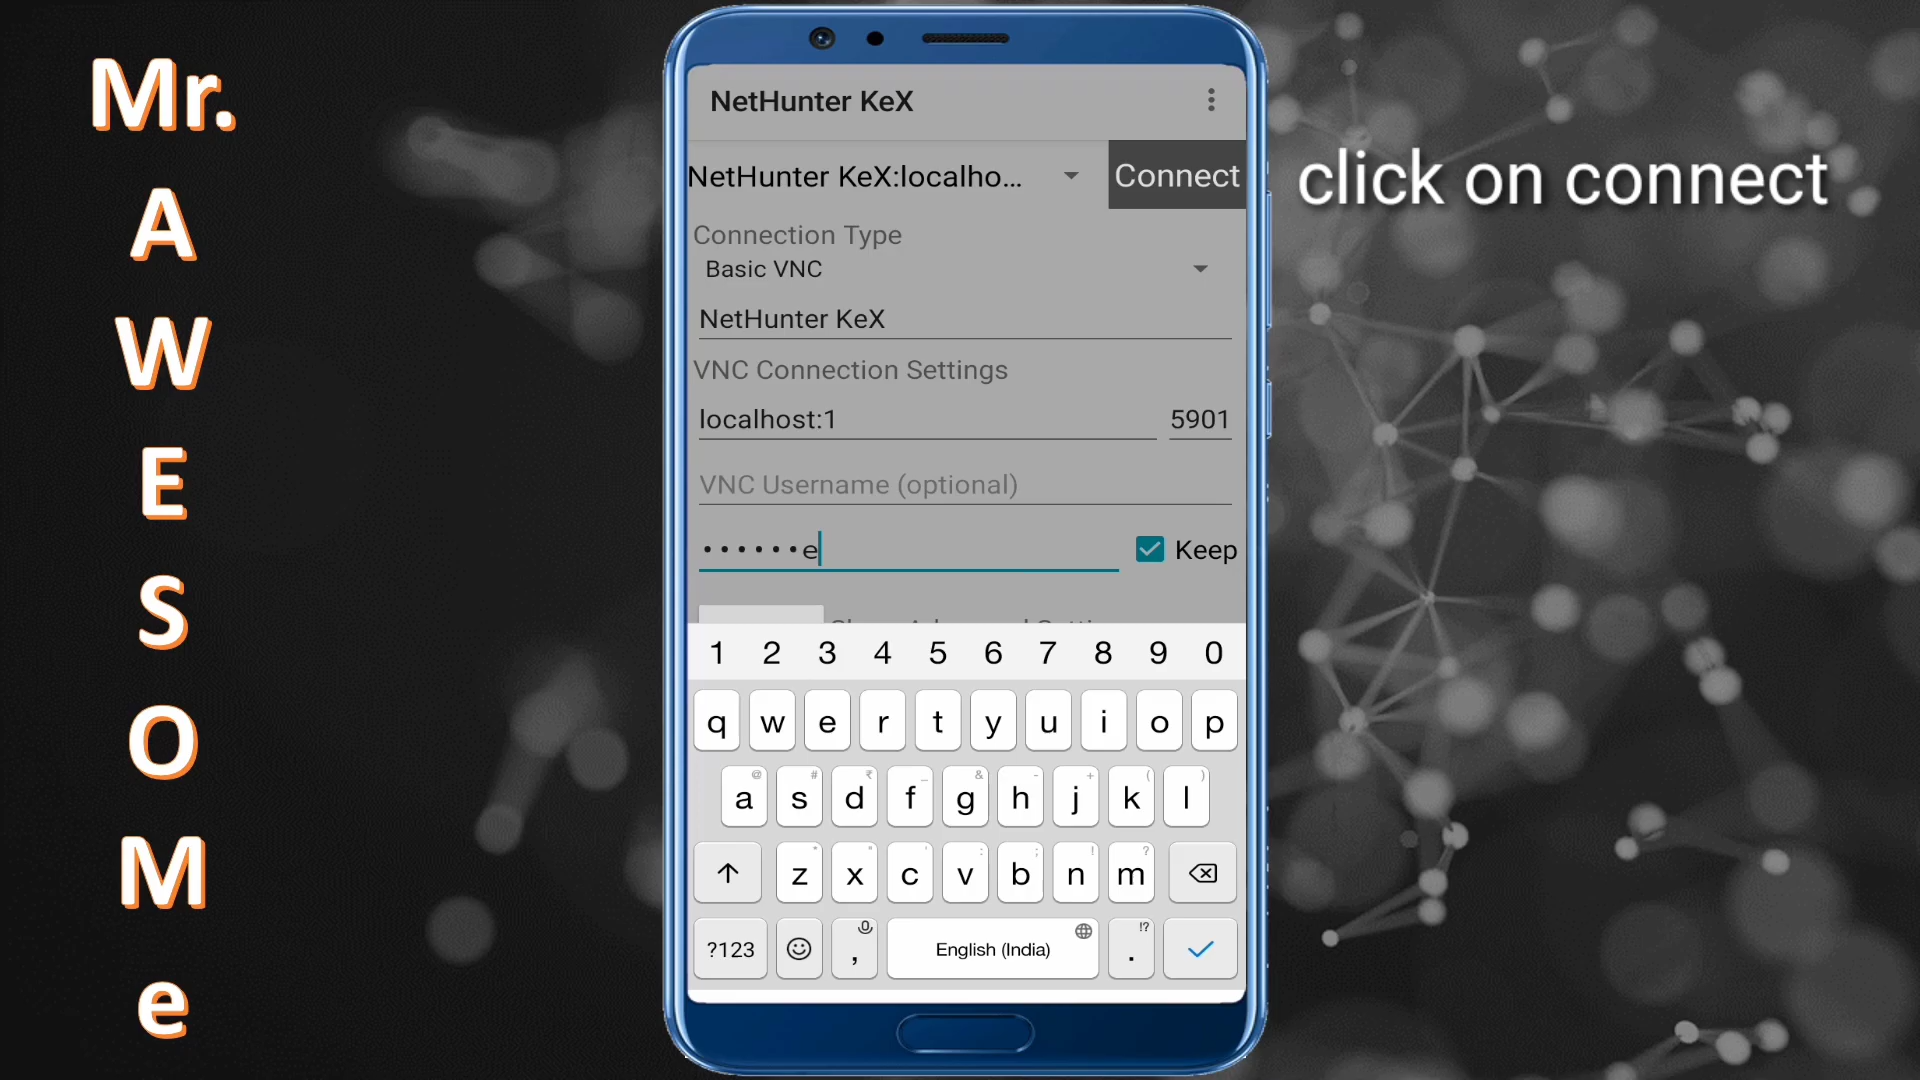 Mr.
A
W
E
S
O
M
e
NetHunter KeX
NetHunter KeX:localho...
Connect
click on connect
Connection Type
Basic VNC
NetHunter KeX
VNC Connection Settings
localhost:1
5901
VNC Username (optional)
••••••e
Keep
1 2 3 4 5 6 7 8 9 0
q w e r t y u i o p
@ # ₹ _ & - + ( )
a s d f g h j k l
* " ' : ; ! ?
z x c v b n m
!?
?123 , English (India) .